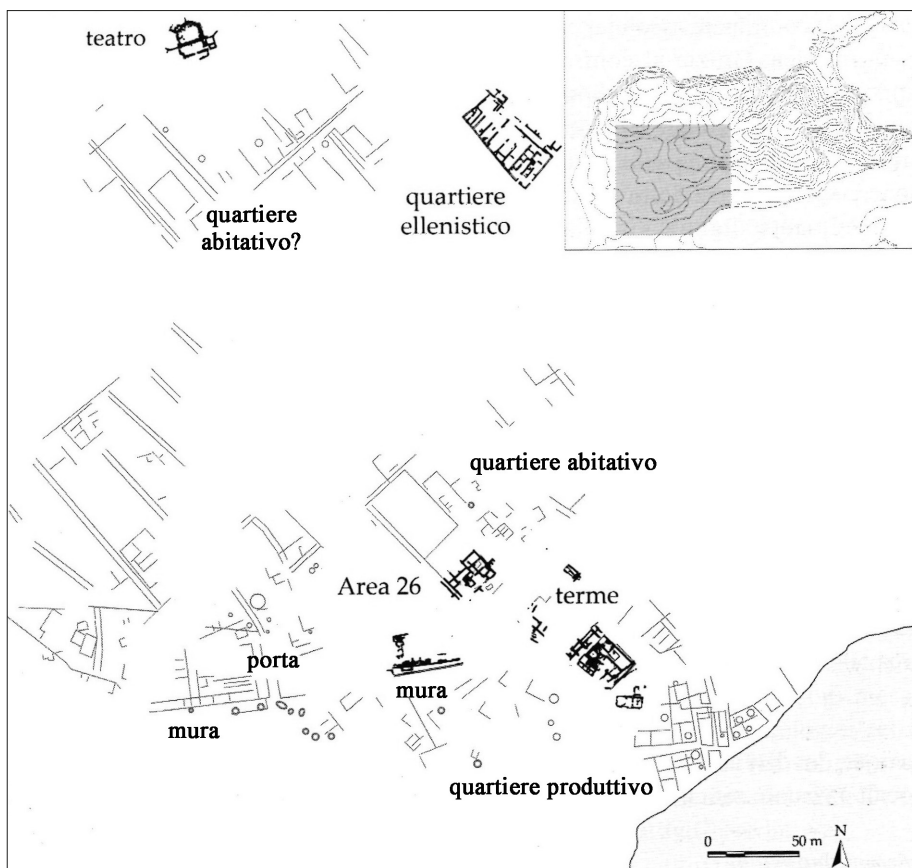 teatro
quartiere
abitativo?
quartiere
ellenistico
quartiere abitativo
Area 26
terme
porta
mura
mura
quartiere produttivo
0 50 m
N